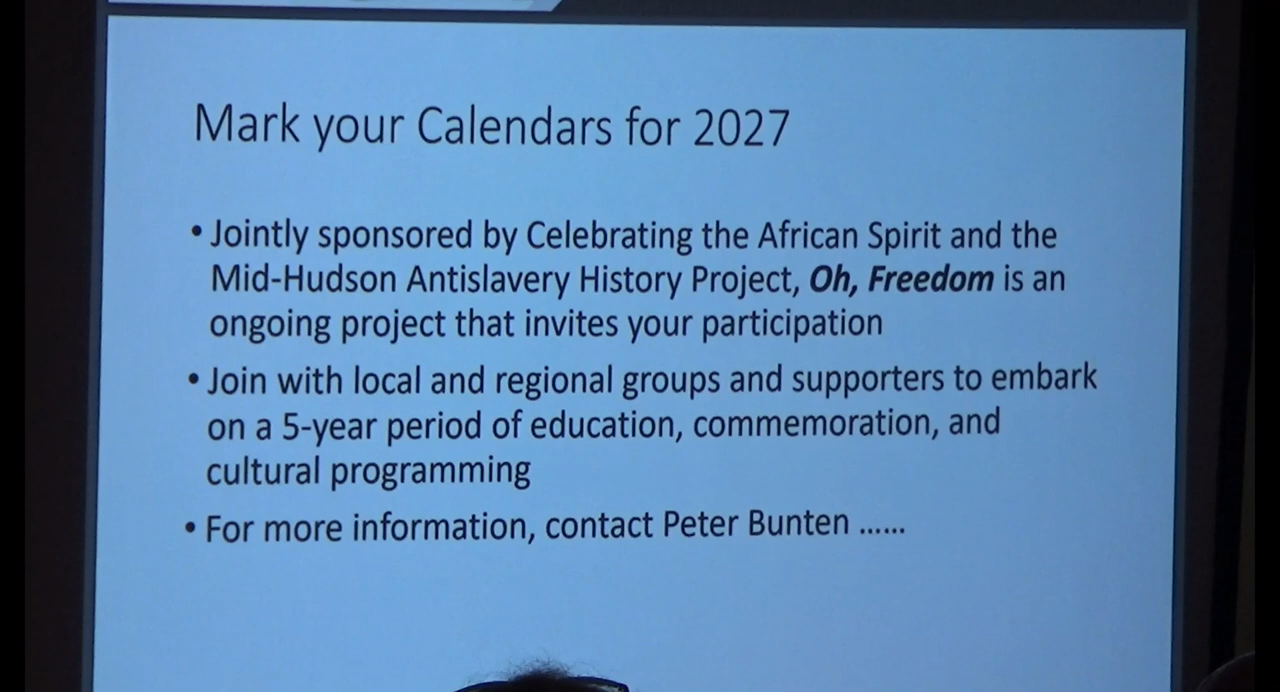 Mark your Calendars for 2027
• Jointly sponsored by Celebrating the African Spirit and the
Mid-Hudson Antislavery History Project, Oh, Freedom is an
ongoing project that invites your participation
• Join with local and regional groups and supporters to embark
on a 5-year period of education, commemoration, and
cultural programming
• For more information, contact Peter Bunten ......